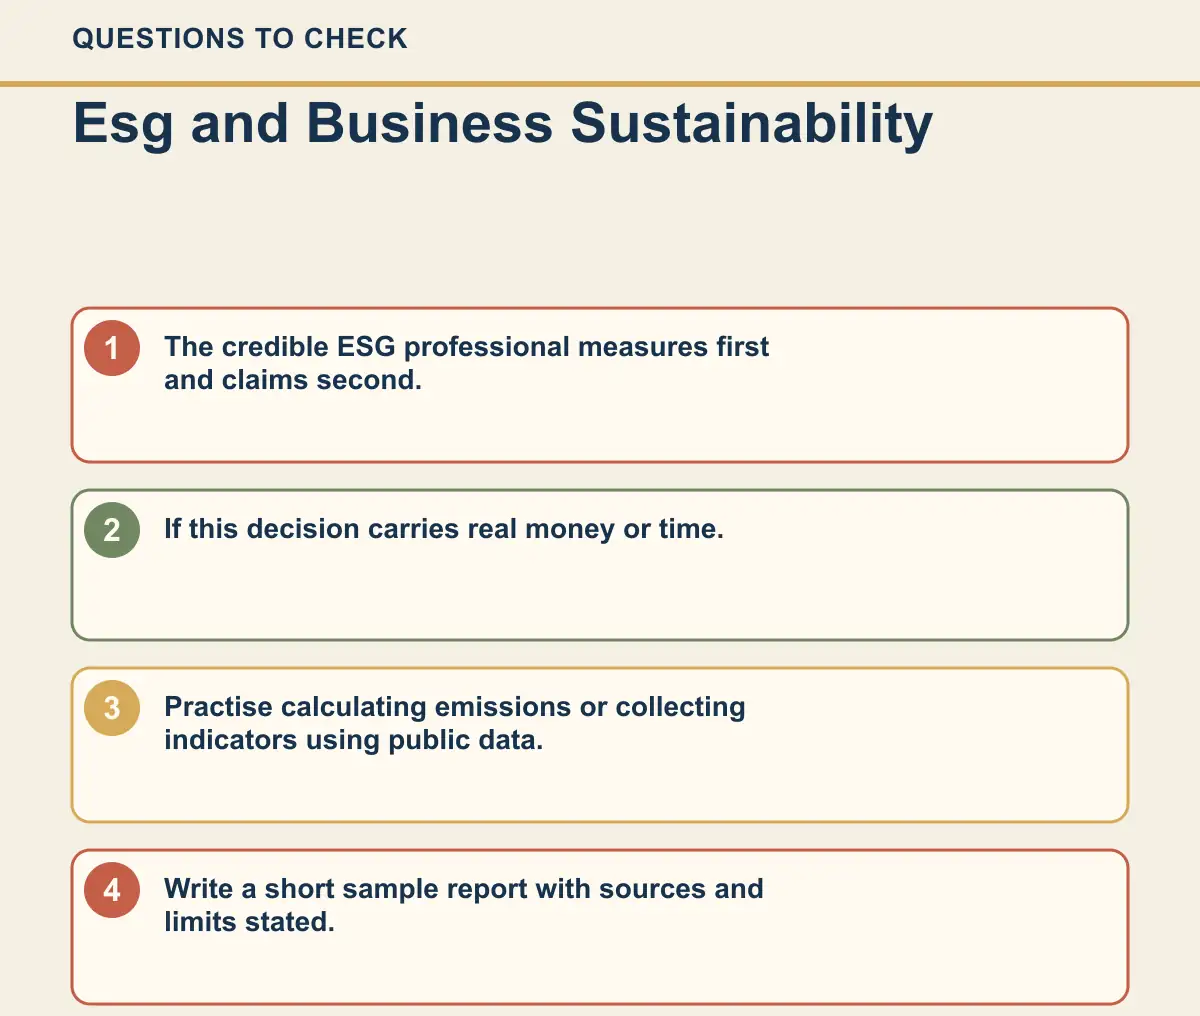 QUESTIONS TO CHECK
Esg and Business Sustainability
1
The credible ESG professional measures first
and claims second.
2
If this decision carries real money or time.
3
Practise calculating emissions or collecting
indicators using public data.
4
Write a short sample report with sources and
limits stated.